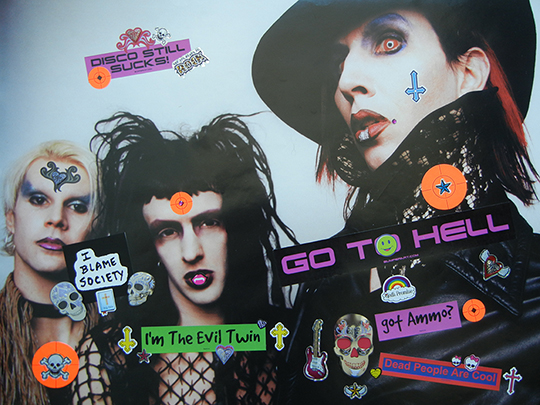 DISCO STILL
SUCKS!
I
BLAME
SOCIETY
GO TO HELL
got Ammo?
I'm The Evil Twin
Dead People Are Cool